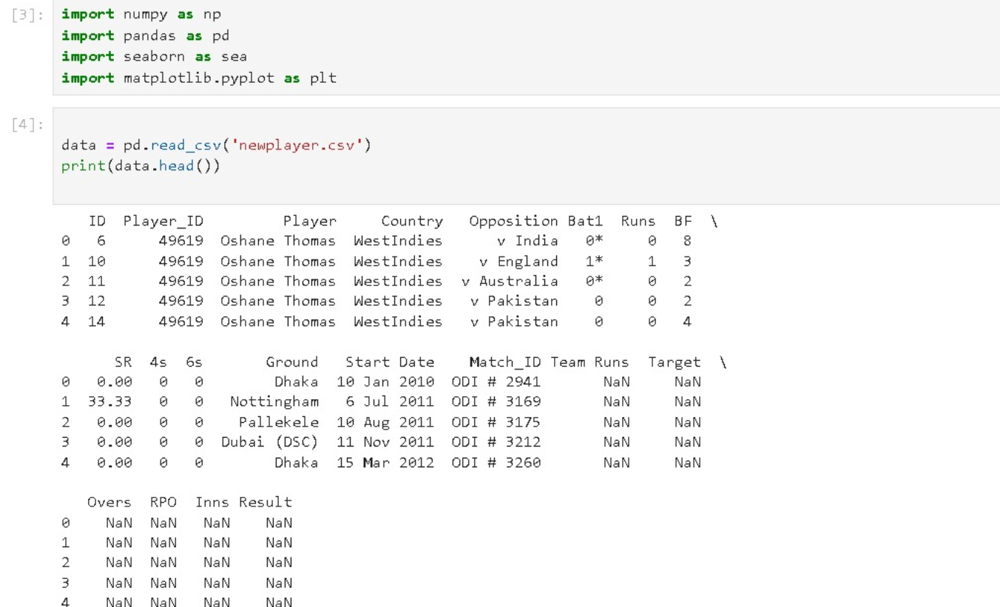 [3]: import numpy as np
import pandas as pd
import seaborn as sea
import matplotlib.pyplot as plt
[4]:
data = pd.read_csv('newplayer.csv')
print(data.head())
ID Player_ID Player Country Opposition Bat1 Runs BF \
0 6 49619 Oshane Thomas WestIndies v India 0* 0 8
1 10 49619 Oshane Thomas WestIndies v England 1* 1 3
2 11 49619 Oshane Thomas WestIndies v Australia 0* 0 2
3 12 49619 Oshane Thomas WestIndies v Pakistan 0 0 2
4 14 49619 Oshane Thomas WestIndies v Pakistan 0 0 4
SR 4s 6s Ground Start Date Match_ID Team Runs Target \
0 0.00 0 0 Dhaka 10 Jan 2010 ODI # 2941 NaN NaN
1 33.33 0 0 Nottingham 6 Jul 2011 ODI # 3169 NaN NaN
2 0.00 0 0 Pallekele 10 Aug 2011 ODI # 3175 NaN NaN
3 0.00 0 0 Dubai (DSC) 11 Nov 2011 ODI # 3212 NaN NaN
4 0.00 0 0 Dhaka 15 Mar 2012 ODI # 3260 NaN NaN
Overs RPO Inns Result
0 NaN NaN NaN NaN
1 NaN NaN NaN NaN
2 NaN NaN NaN NaN
3 NaN NaN NaN NaN
4 NaN NaN NaN NaN